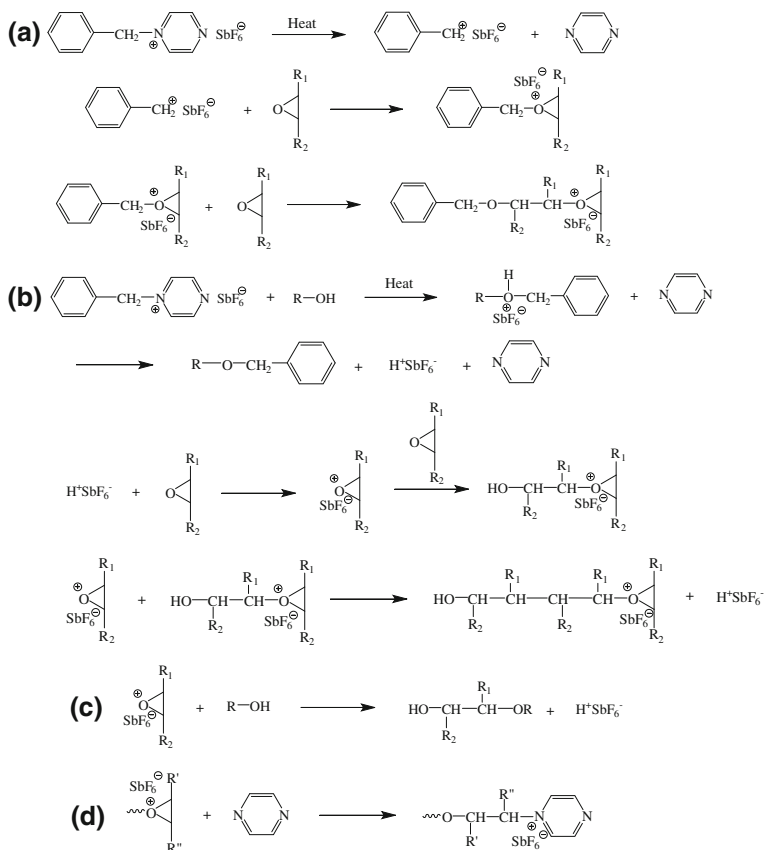 (a) CH₂—N⊕ N SbF₆⊖ Heat CH₂⊕ SbF₆⊖ + N N
CH₂⊕ SbF₆⊖ + O R₁ R₂ CH₂—O⊕ SbF₆⊖ R₁ R₂
CH₂—O⊕ SbF₆⊖ R₁ R₂ + O R₁ R₂ CH₂—O—CH—CH—O⊕ R₂ R₁ SbF₆⊖ R₁ R₂
(b) CH₂—N⊕ N SbF₆⊖ + R—OH Heat R—O⊕—CH₂ H SbF₆⊖ + N N
R—O—CH₂ + H⁺SbF₆⁻ + N N
H⁺SbF₆⁻ + O R₁ R₂ O⊕ SbF₆⊖ R₁ R₂ O R₁ R₂ HO—CH—CH—O⊕ R₂ R₁ SbF₆⊖ R₁ R₂
O⊕ SbF₆⊖ R₁ R₂ + HO—CH—CH—O⊕ R₂ R₁ SbF₆⊖ R₁ R₂ HO—CH—CH—CH—CH—O⊕ R₂ R₁ R₂ R₁ SbF₆⊖ R₁ R₂ + H⁺SbF₆⁻
(c) O⊕ SbF₆⊖ R₁ R₂ + R—OH HO—CH—CH—OR R₂ R₁ + H⁺SbF₆⁻
(d) SbF₆⊖ O⊕ R' R" + N N O—CH—CH—N⊕ N R' R" SbF₆⊖